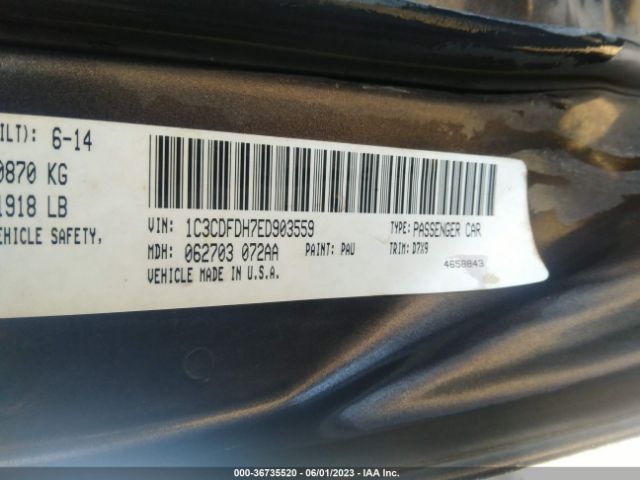 ILT): 6-14
0870 KG
1918 LB
EHICLE SAFETY,
VIN: 1C3CDFDH7ED903559
TYPE: PASSENGER CAR
MDH: 062703 072AA
PAINT: PAU
TRIM: D7X9
VEHICLE MADE IN U.S.A.
4658843
000-36735520 - 06/01/2023 - IAA Inc.